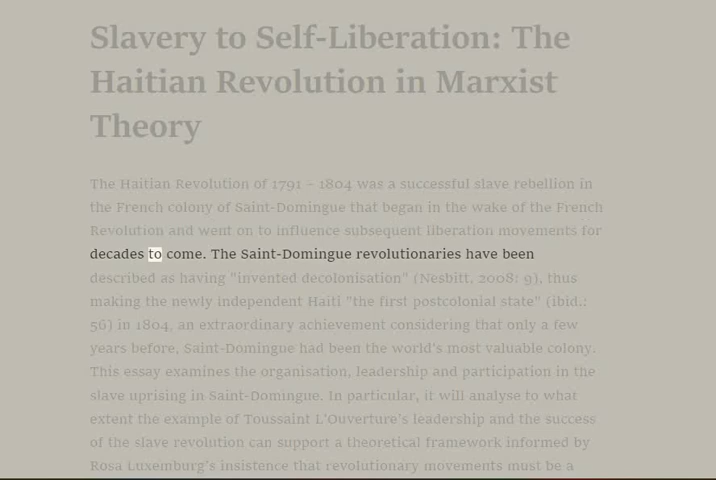 Slavery to Self-Liberation: The
Haitian Revolution in Marxist
Theory
The Haitian Revolution of 1791 – 1804 was a successful slave rebellion in
the French colony of Saint-Domingue that began in the wake of the French
Revolution and went on to influence subsequent liberation movements for
decades to come. The Saint-Domingue revolutionaries have been
described as having "invented decolonisation" (Nesbitt, 2008: 9), thus
making the newly independent Haiti "the first postcolonial state" (ibid.:
56) in 1804, an extraordinary achievement considering that only a few
years before, Saint-Domingue had been the world's most valuable colony.
This essay examines the organisation, leadership and participation in the
slave uprising in Saint-Domingue. In particular, it will analyse to what
extent the example of Toussaint L'Ouverture's leadership and the success
of the slave revolution can support a theoretical framework informed by
Rosa Luxemburg's insistence that revolutionary movements must be a